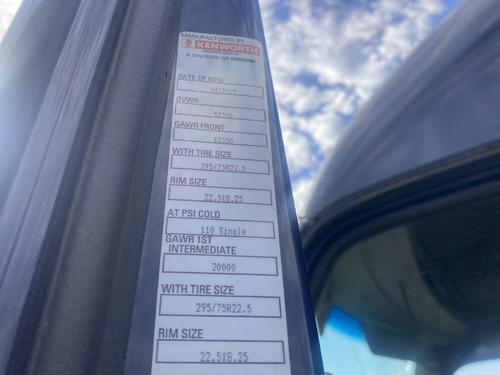 MANUFACTURED BY
KENWORTH
A DIVISION OF PACCAR
DATE OF MFG
GVWR
52350
GAWR FRONT
12350
WITH TIRE SIZE
295/75R22.5
RIM SIZE
22.5X8.25
AT PSI COLD
110 Single
GAWR 1ST
INTERMEDIATE
20000
WITH TIRE SIZE
295/75R22.5
RIM SIZE
22.5X8.25